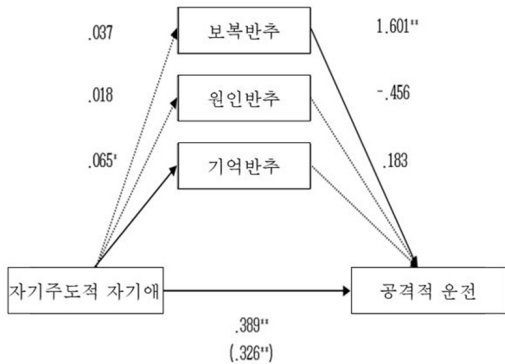 .037 보복반추 1.601"
.018 원인반추 -.456
.065' 기억반추 .183
자기주도적 자기애 공격적 운전
.389"
(.326")